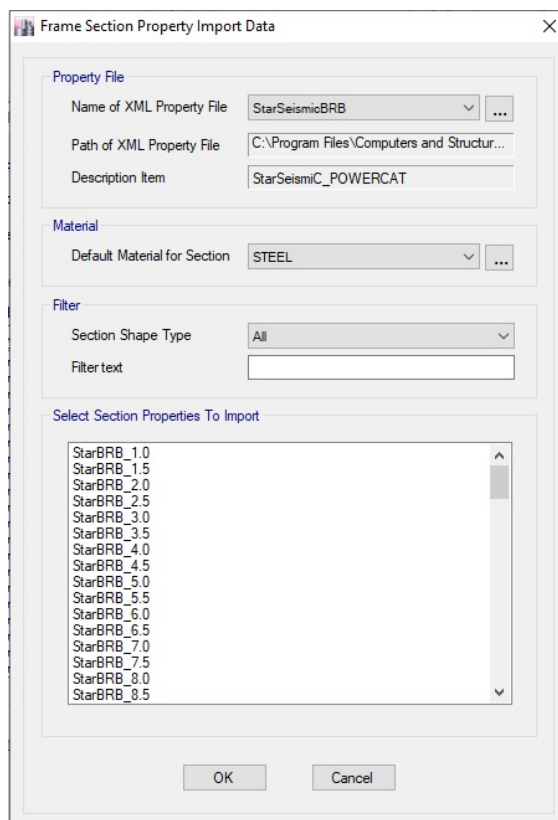 Frame Section Property Import Data
Property File
Name of XML Property File
StarSeismicBRB
...
Path of XML Property File
C:\Program Files\Computers and Structur...
Description Item
StarSeismiC_POWERCAT
Material
Default Material for Section
STEEL
...
Filter
Section Shape Type
All
Filter text
Select Section Properties To Import
StarBRB_1.0
StarBRB_1.5
StarBRB_2.0
StarBRB_2.5
StarBRB_3.0
StarBRB_3.5
StarBRB_4.0
StarBRB_4.5
StarBRB_5.0
StarBRB_5.5
StarBRB_6.0
StarBRB_6.5
StarBRB_7.0
StarBRB_7.5
StarBRB_8.0
StarBRB_8.5
OK
Cancel